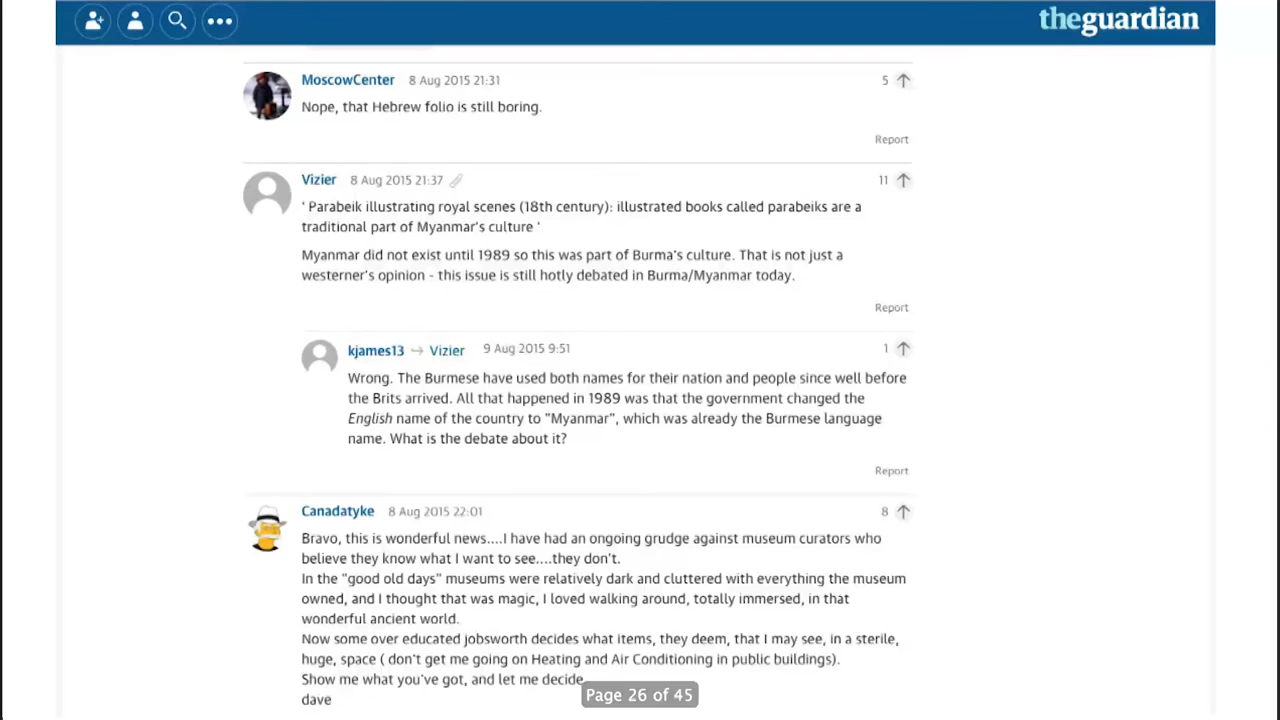 theguardian
MoscowCenter 8 Aug 2015 21:31 5
Nope, that Hebrew folio is still boring.
Report
Vizier 8 Aug 2015 21:37 11
' Parabeik illustrating royal scenes (18th century): illustrated books called parabeiks are a
traditional part of Myanmar's culture '
Myanmar did not exist until 1989 so this was part of Burma's culture. That is not just a
westerner's opinion - this issue is still hotly debated in Burma/Myanmar today.
Report
kjames13 Vizier 9 Aug 2015 9:51 1
Wrong. The Burmese have used both names for their nation and people since well before
the Brits arrived. All that happened in 1989 was that the government changed the
English name of the country to "Myanmar", which was already the Burmese language
name. What is the debate about it?
Report
Canadatyke 8 Aug 2015 22:01 8
Bravo, this is wonderful news....I have had an ongoing grudge against museum curators who
believe they know what I want to see....they don't.
In the "good old days" museums were relatively dark and cluttered with everything the museum
owned, and I thought that was magic, I loved walking around, totally immersed, in that
wonderful ancient world.
Now some over educated jobsworth decides what items, they deem, that I may see, in a sterile,
huge, space ( don't get me going on Heating and Air Conditioning in public buildings).
Show me what you've got, and let me decide
dave
Page 26 of 45